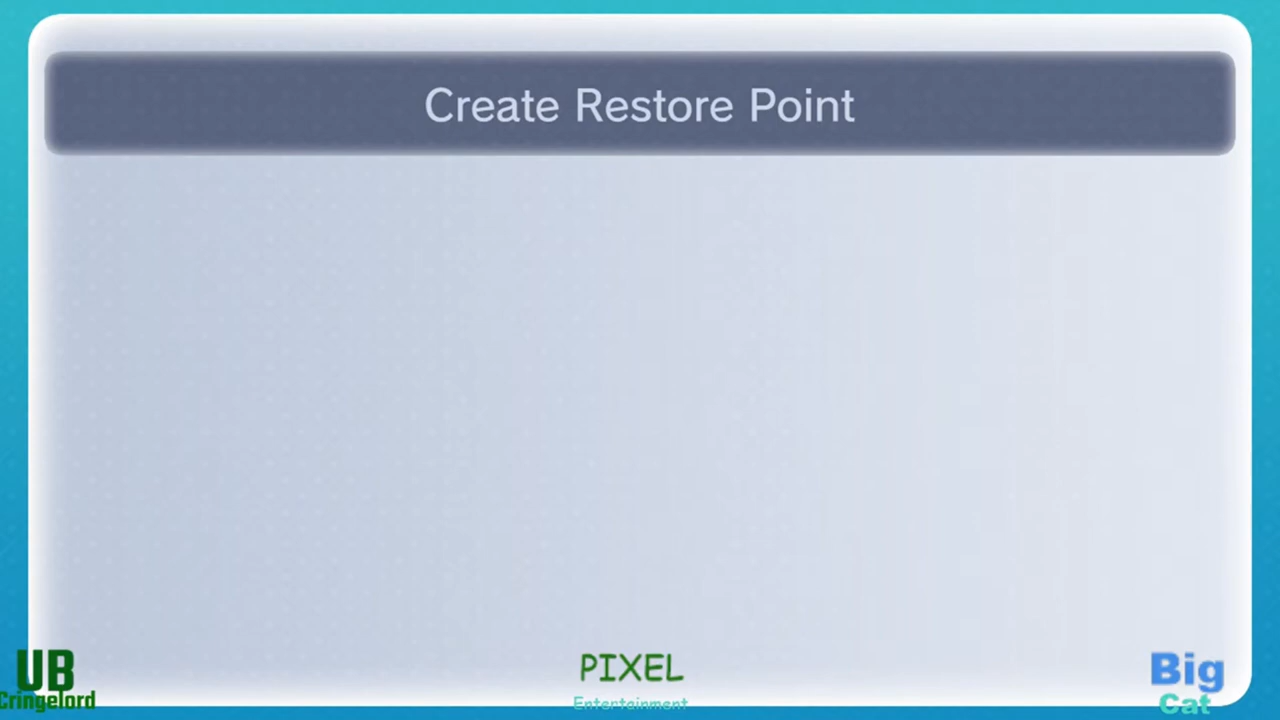 Create Restore Point
UB
Cringelord
PIXEL
Entertainment
Big
Cat